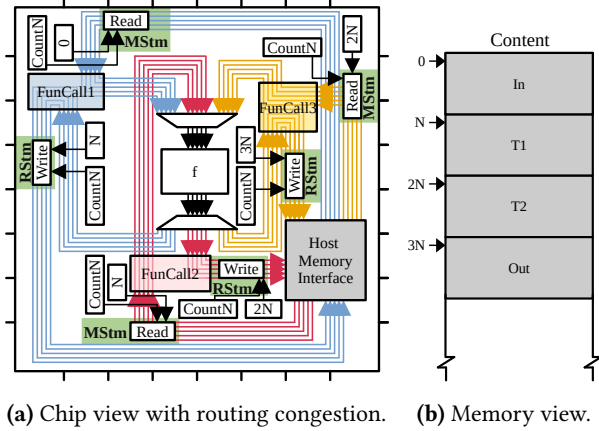 CountN
0
Read
MStm
FunCall1
CountN
2N
Read
MStm
FunCall3
RStm
Write
N
CountN
3N
CountN
Write
RStm
f
Host
Memory
Interface
CountN
N
FunCall2
Write
RStm
CountN
2N
MStm
Read
(a) Chip view with routing congestion.
Content
0
In
N
T1
2N
T2
3N
Out
(b) Memory view.